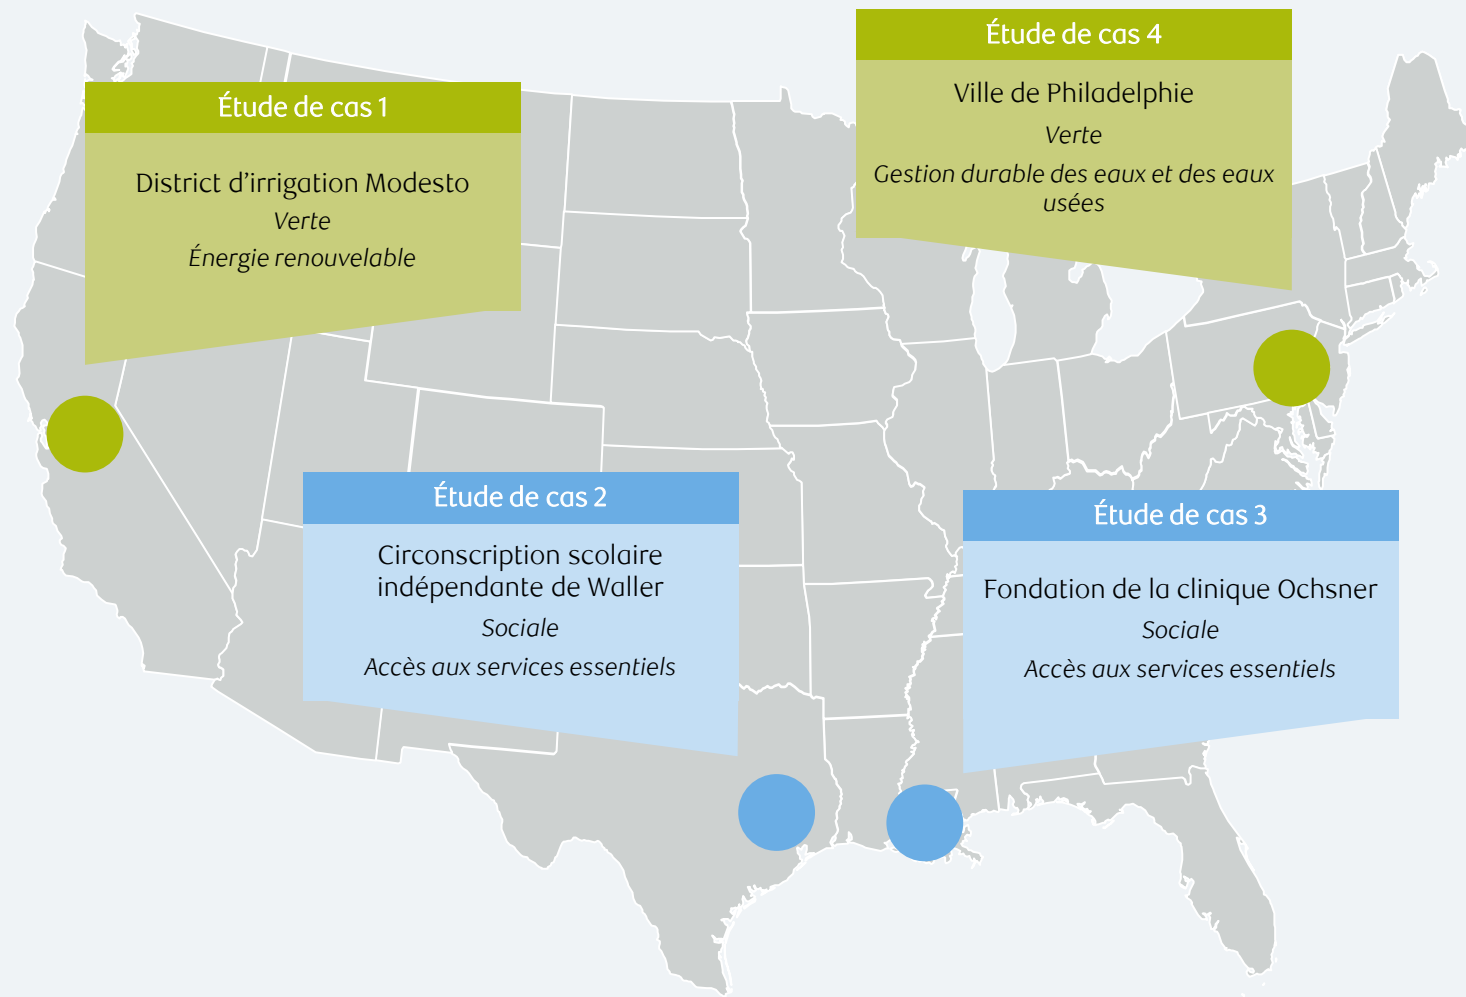 Étude de cas 1
District d’irrigation Modesto
Verte
Énergie renouvelable
Étude de cas 4
Ville de Philadelphie
Verte
Gestion durable des eaux et des eaux
usées
Étude de cas 2
Circonscription scolaire
indépendante de Waller
Sociale
Accès aux services essentiels
Étude de cas 3
Fondation de la clinique Ochsner
Sociale
Accès aux services essentiels